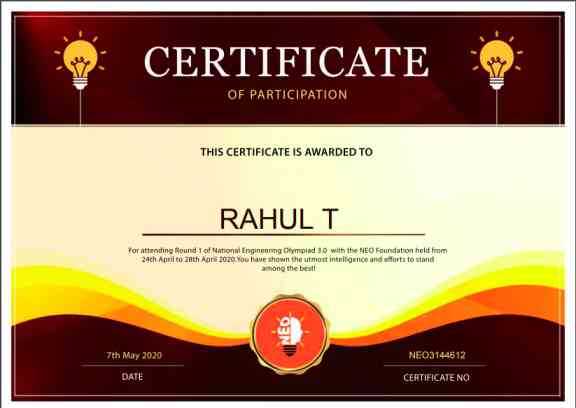 CERTIFICATE
OF PARTICIPATION
THIS CERTIFICATE IS AWARDED TO
RAHUL T
For attending Round 1 of National Engineering Olympiad 3.0 with the NEO Foundation held from
24th April to 28th April 2020.You have shown the utmost intelligence and efforts to stand
among the best!
NEO
7th May 2020
DATE
NEO3144612
CERTIFICATE NO